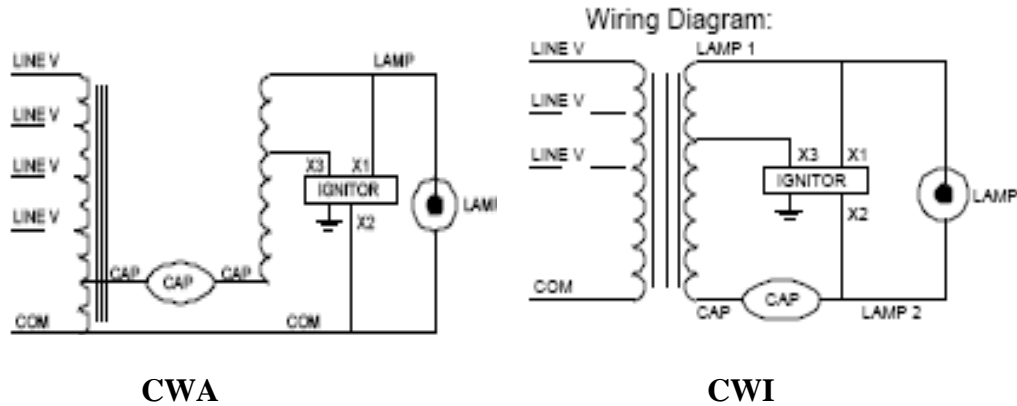 Wiring Diagram:
LINE V
LAMP
LINE V
LINE V
X3 X1
IGNITOR
X2
LAM
LINE V
CAP
CAP
CAP
COM
COM
CWA
LINE V
LAMP 1
LINE V
LINE V
X3 X1
IGNITOR
X2
LAMP
COM
CAP
CAP
LAMP 2
CWI